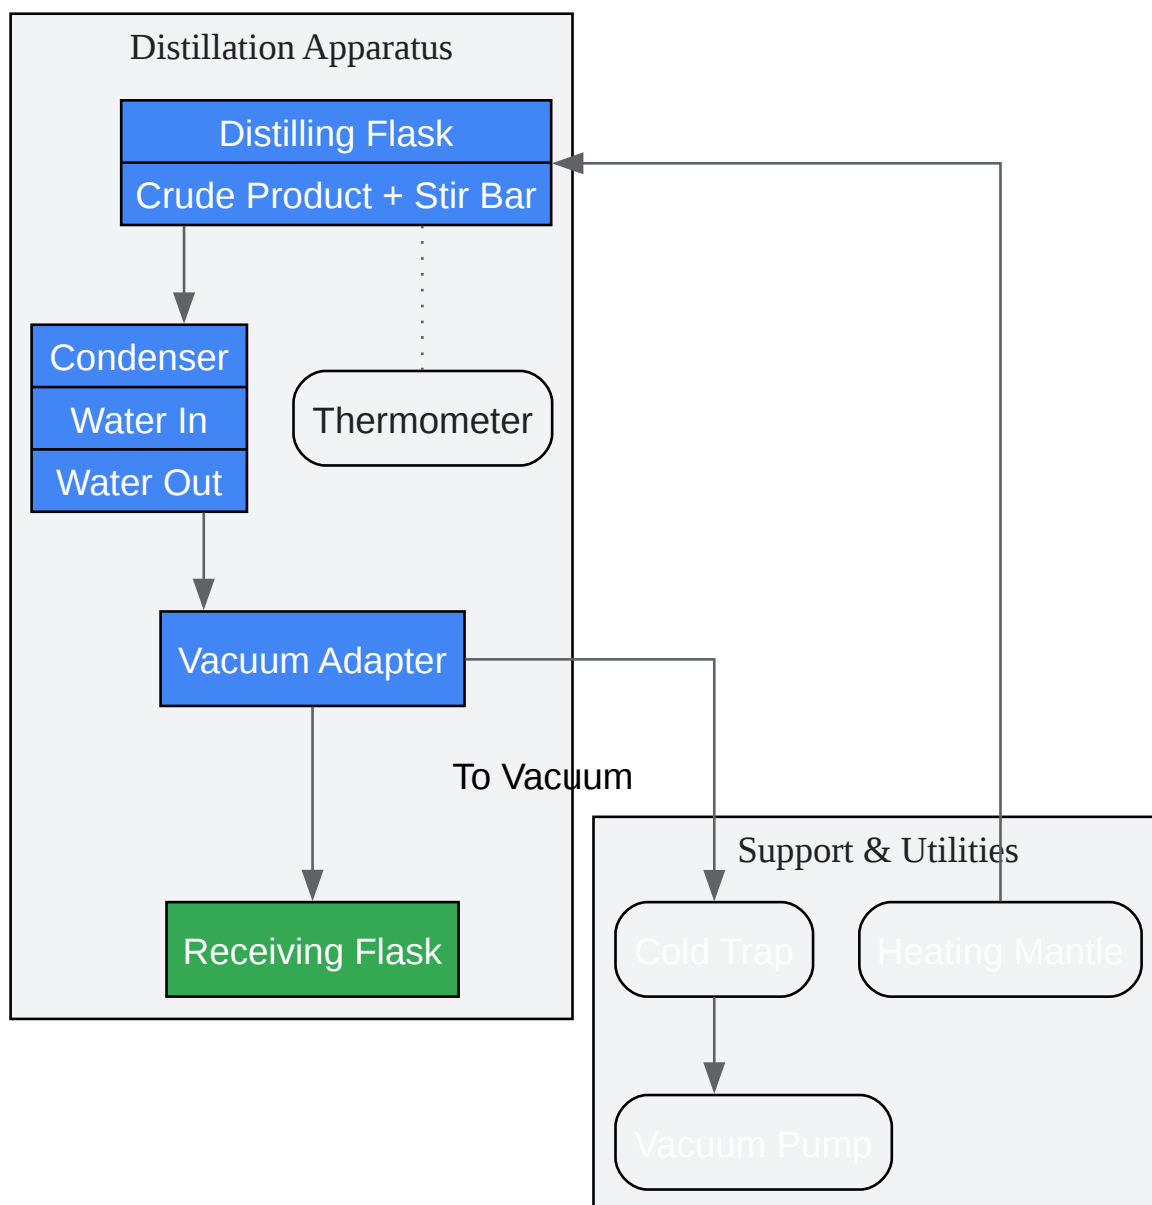 Distillation Apparatus
Distilling Flask
Crude Product + Stir Bar
Condenser
Water In
Water Out
Thermometer
Vacuum Adapter
To Vacuum
Receiving Flask
Support & Utilities
Cold Trap
Heating Mantle
Vacuum Pump